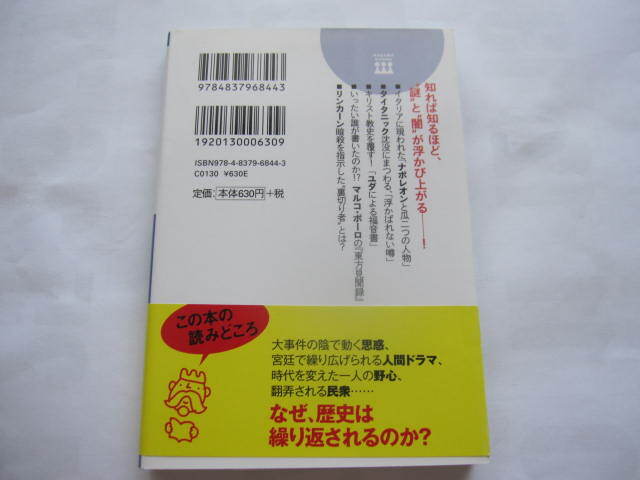 9784837968443
1920130006309
ISBN978-4-8379-6844-3
C0130 ¥630E
定価：本体630円＋税
知れば知るほど、
“謎”と“闇”が浮かび上がる――！
■イタリアに現われた「ナポレオンと瓜二つの人物」
■タイタニック沈没にまつわる、「浮かばれない噂」
■キリスト教史を覆す！「ユダによる福音書」
■いったい誰が書いたのか!? マルコ・ポーロの『東方見聞録』
■リンカーン暗殺を指示した“裏切り者”とは？
この本の
読みどころ
大事件の陰で動く思惑、
宮廷で繰り広げられる人間ドラマ、
時代を変えた一人の野心、
翻弄される民衆……
なぜ、歴史は
繰り返されるのか？